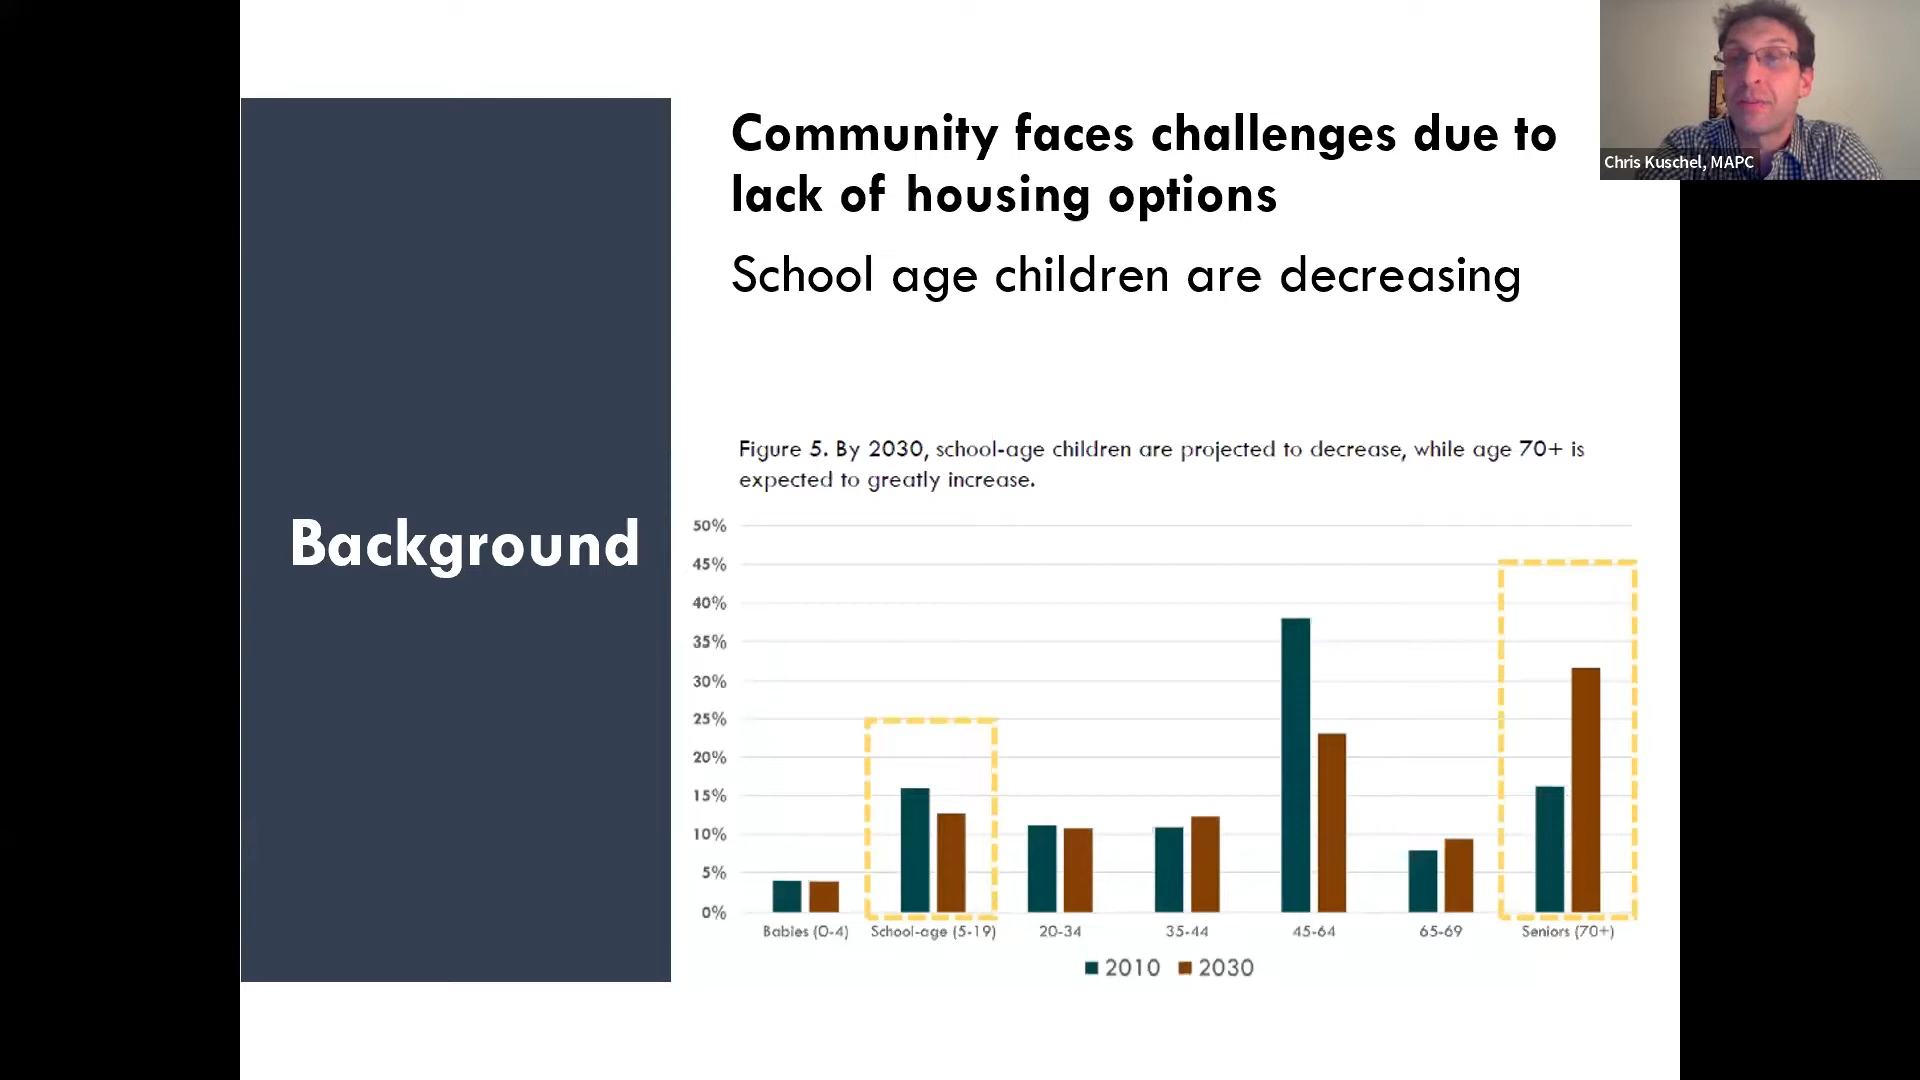 Chris Kuschel, MAPC
Background
Community faces challenges due to
lack of housing options
School age children are decreasing
Figure 5. By 2030, school-age children are projected to decrease, while age 70+ is
expected to greatly increase.
50%
45%
40%
35%
30%
25%
20%
15%
10%
5%
0%
Babies (0-4) School-age (5-19) 20-34 35-44 45-64 65-69 Seniors (70+)
2010 2030